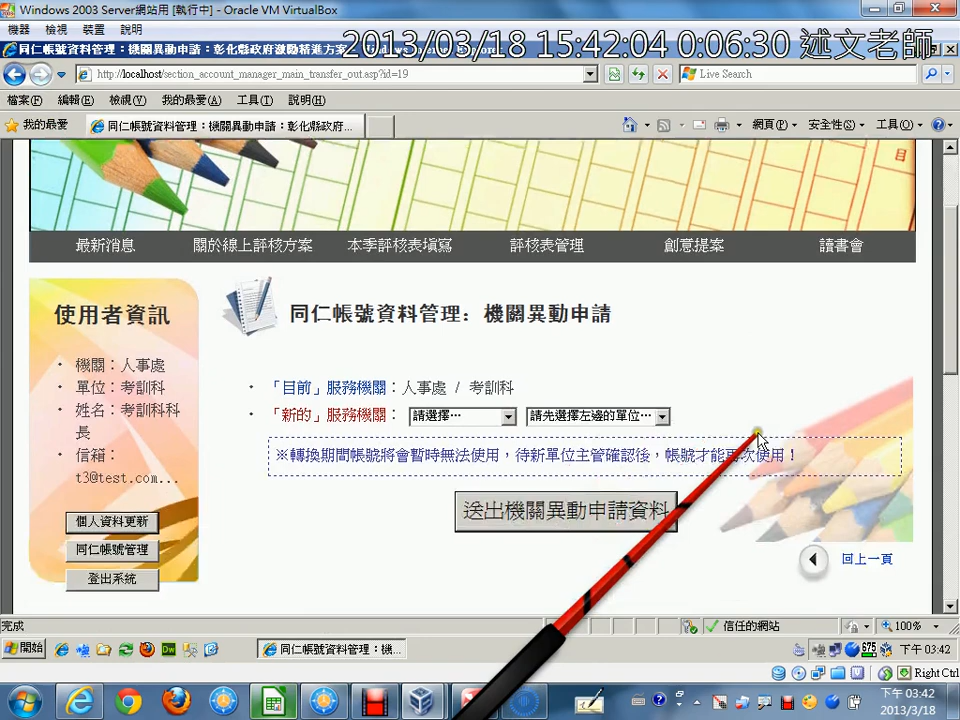 Windows 2003 Server網站用 [執行中] - Oracle VM VirtualBox
機器 檢視 裝置 說明
同仁帳號資料管理：機關異動申請：彰化縣政府激勵精進方案
2013/03/18 15:42:04 0:06:30 述文老師
http://localhost/section_account_manager_main_transfer_out.asp?id=19
Live Search
檔案(F) 編輯(E) 檢視(V) 我的最愛(A) 工具(T) 說明(H)
我的最愛 同仁帳號資料管理：機關異動申請：彰化縣政府... 網頁(P) 安全性(S) 工具(O)
目
最新消息 關於線上評核方案 本季評核表填寫 評核表管理 創意提案 讀書會
使用者資訊
・ 機關：人事處
・ 單位：考訓科
・ 姓名：考訓科科
長
・ 信箱：
t3@test.com...
個人資料更新
同仁帳號管理
登出系統
同仁帳號資料管理：機關異動申請
・ 「目前」服務機關：人事處 / 考訓科
・ 「新的」服務機關： 請選擇… 請先選擇左邊的單位…
※轉換期間帳號將會暫時無法使用，待新單位主管確認後，帳號才能再次使用！
送出機關異動申請資料
回上一頁
完成 信任的網站 100%
開始 Dw 同仁帳號資料管理：機... 675 下午 03:42
Right Ctrl
下午 03:42
2013/3/18